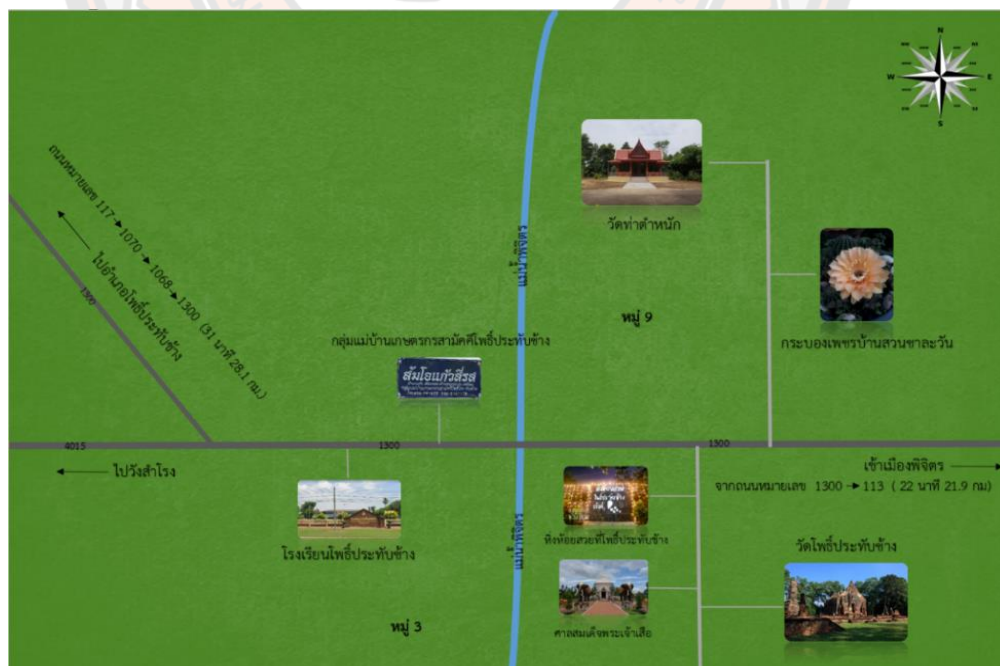 N
W E
S
ถนนหมายเลข 117→1070→1068→1300 (31 นาที 28.1 กม.)
ไปอำเภอโพธิ์ประทับช้าง
1300
วัดท่าตำหนัก
แม่น้ำพิจิตร
หมู่ 9
กระบองเพชรบ้านสวนชาละวัน
กลุ่มแม่บ้านเกษตรกรสามัคคีโพธิ์ประทับช้าง
ส้มโอแก้วสี่รส
4015
1300
1300
ไปวังสำโรง
เข้าเมืองพิจิตร
จากถนนหมายเลข 1300 → 113 ( 22 นาที 21.9 กม)
โรงเรียนโพธิ์ประทับช้าง
แม่น้ำพิจิตร
หิ่งห้อยสวยที่โพธิ์ประทับช้าง
วัดโพธิ์ประทับช้าง
ศาลสมเด็จพระเจ้าเสือ
หมู่ 3